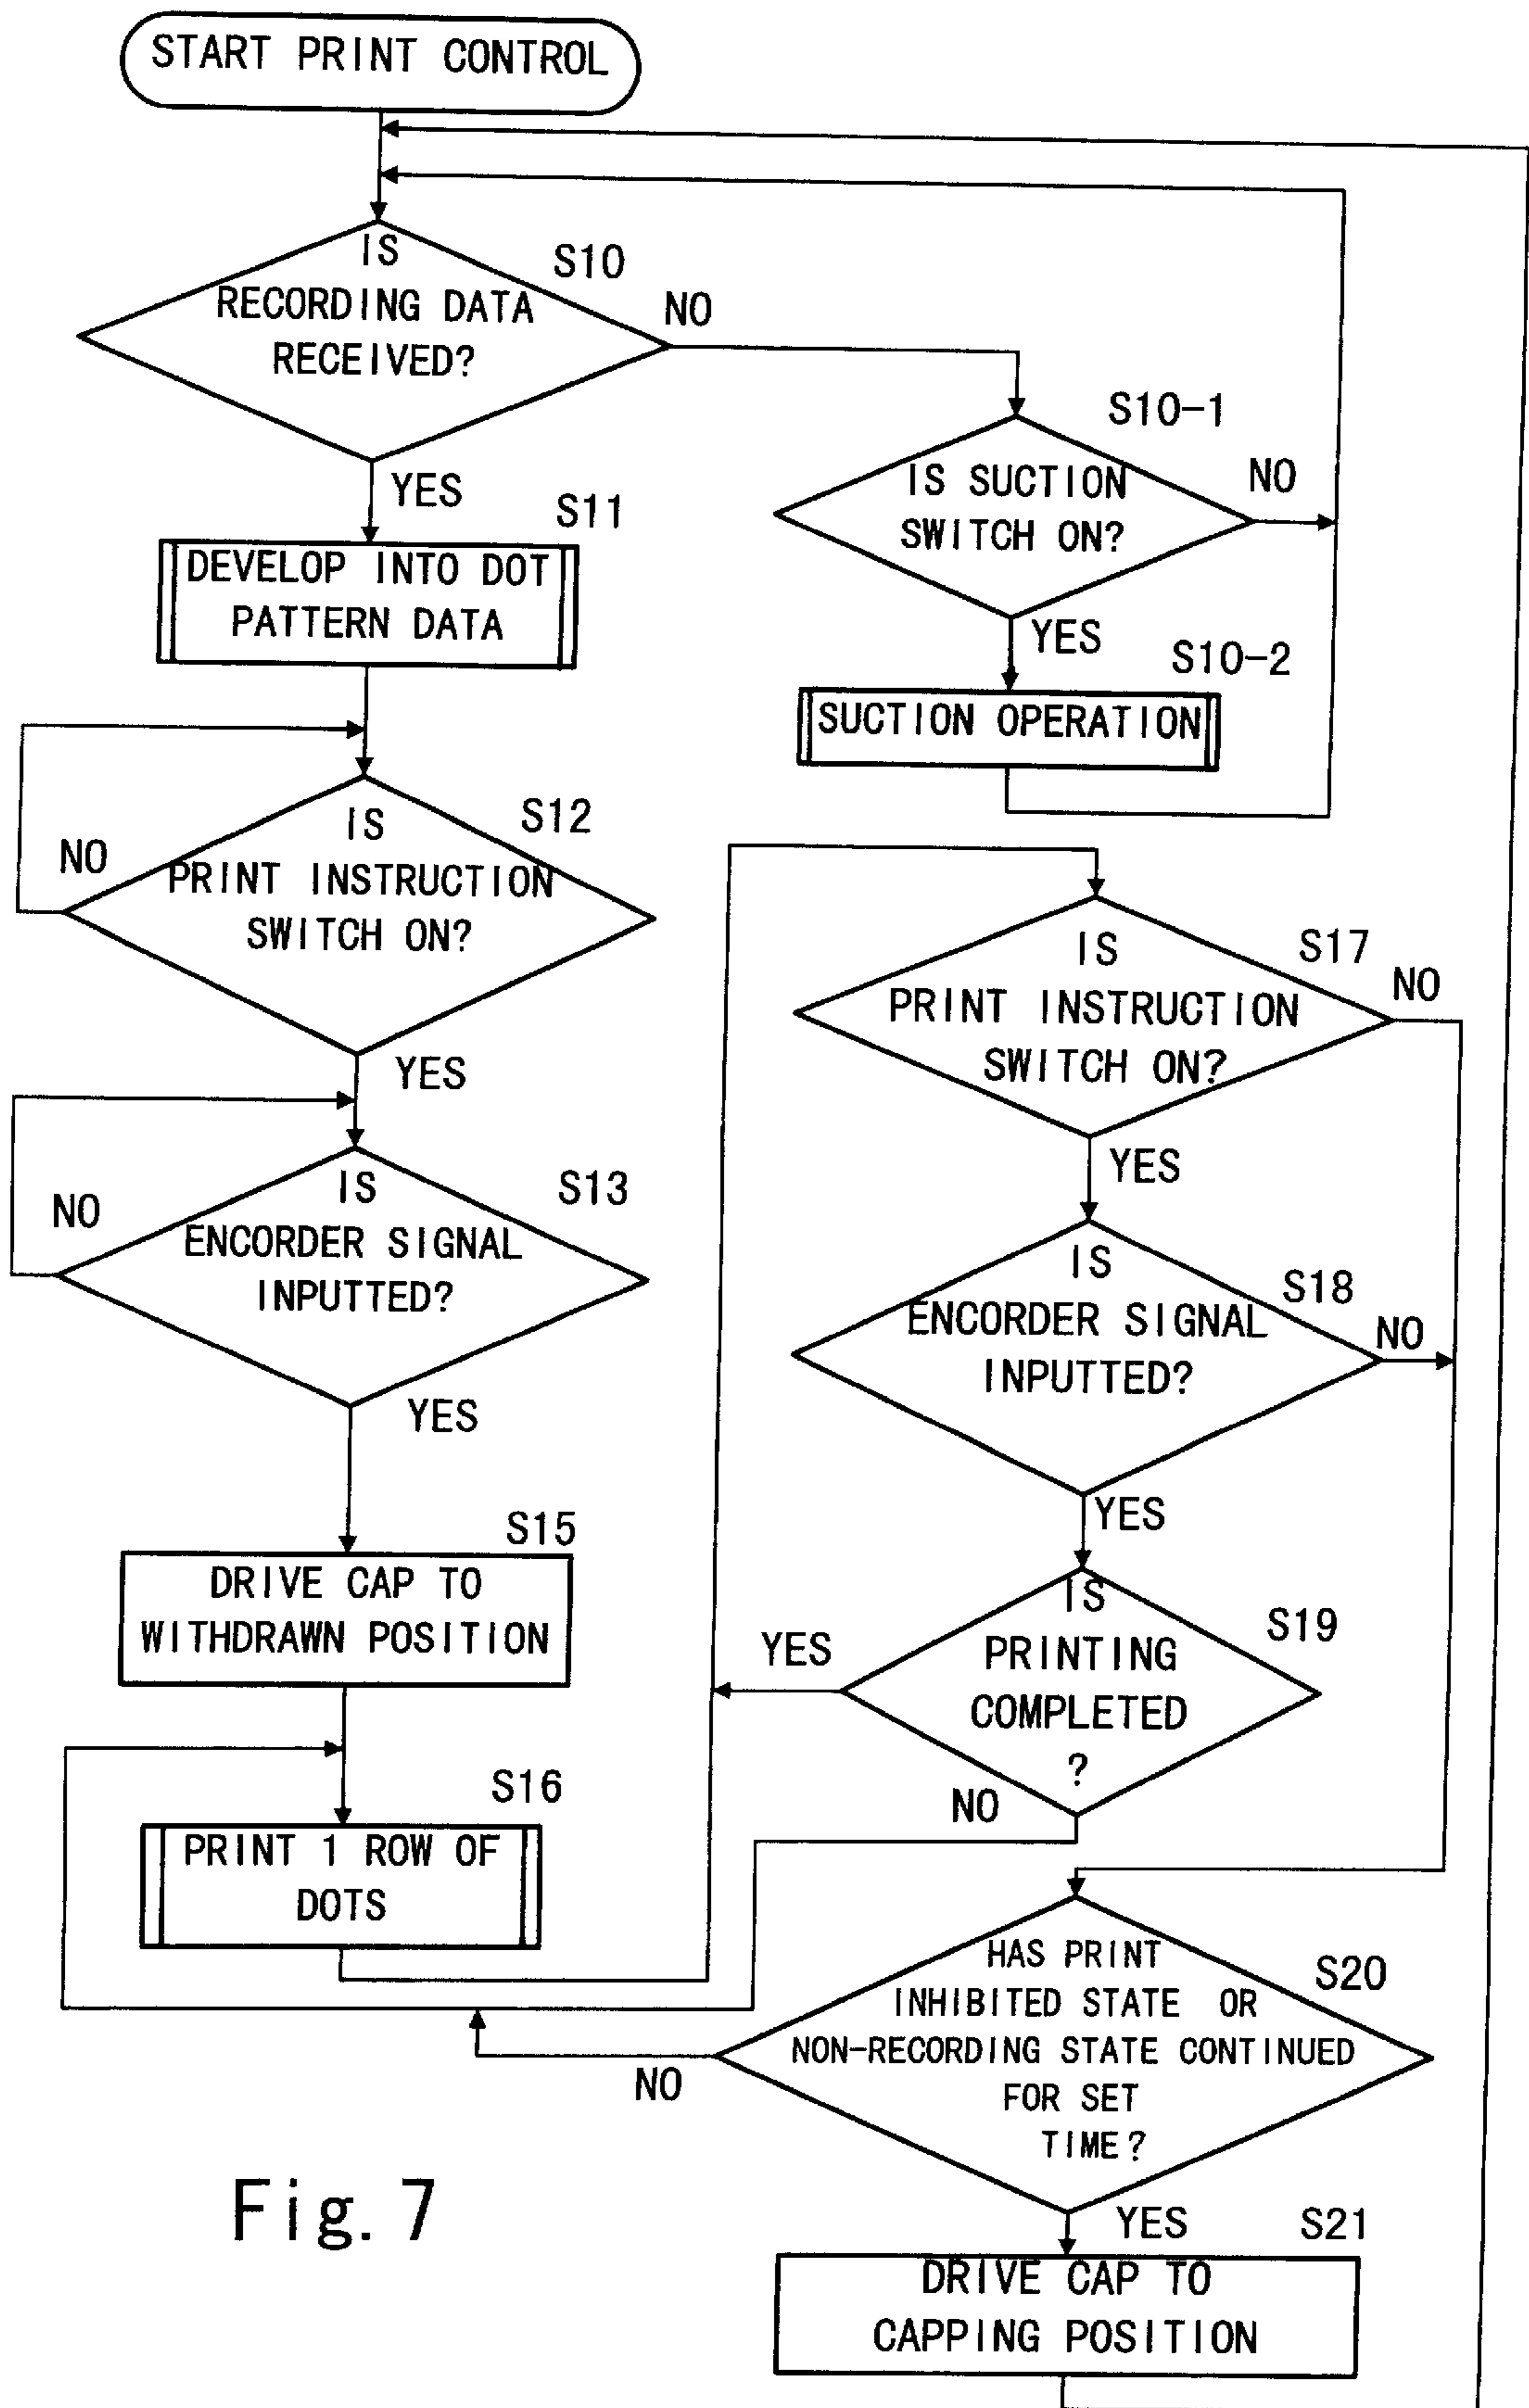 START PRINT CONTROL
IS
RECORDING DATA
RECEIVED?
S10
NO
YES
S10-1
IS SUCTION
SWITCH ON?
NO
YES
S10-2
SUCTION OPERATION
S11
DEVELOP INTO DOT
PATTERN DATA
S12
IS
PRINT INSTRUCTION
SWITCH ON?
NO
YES
S13
IS
ENCORDER SIGNAL
INPUTTED?
NO
YES
S15
DRIVE CAP TO
WITHDRAWN POSITION
S16
PRINT 1 ROW OF
DOTS
S17
IS
PRINT INSTRUCTION
SWITCH ON?
NO
YES
S18
IS
ENCORDER SIGNAL
INPUTTED?
NO
YES
S19
IS
PRINTING
COMPLETED
?
YES
NO
S20
HAS PRINT
INHIBITED STATE OR
NON-RECORDING STATE CONTINUED
FOR SET
TIME?
NO
YES
S21
DRIVE CAP TO
CAPPING POSITION
Fig. 7